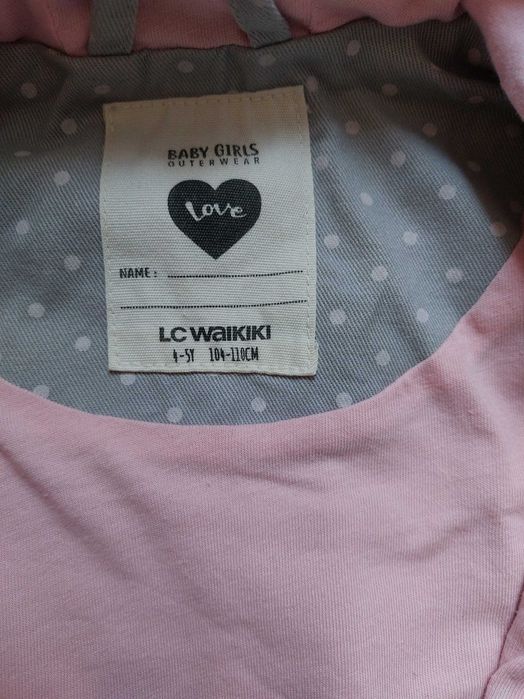 BABY GIRLS
OUTERWEAR
Love
NAME:
LC WAIKIKI
4-5Y 104-110CM